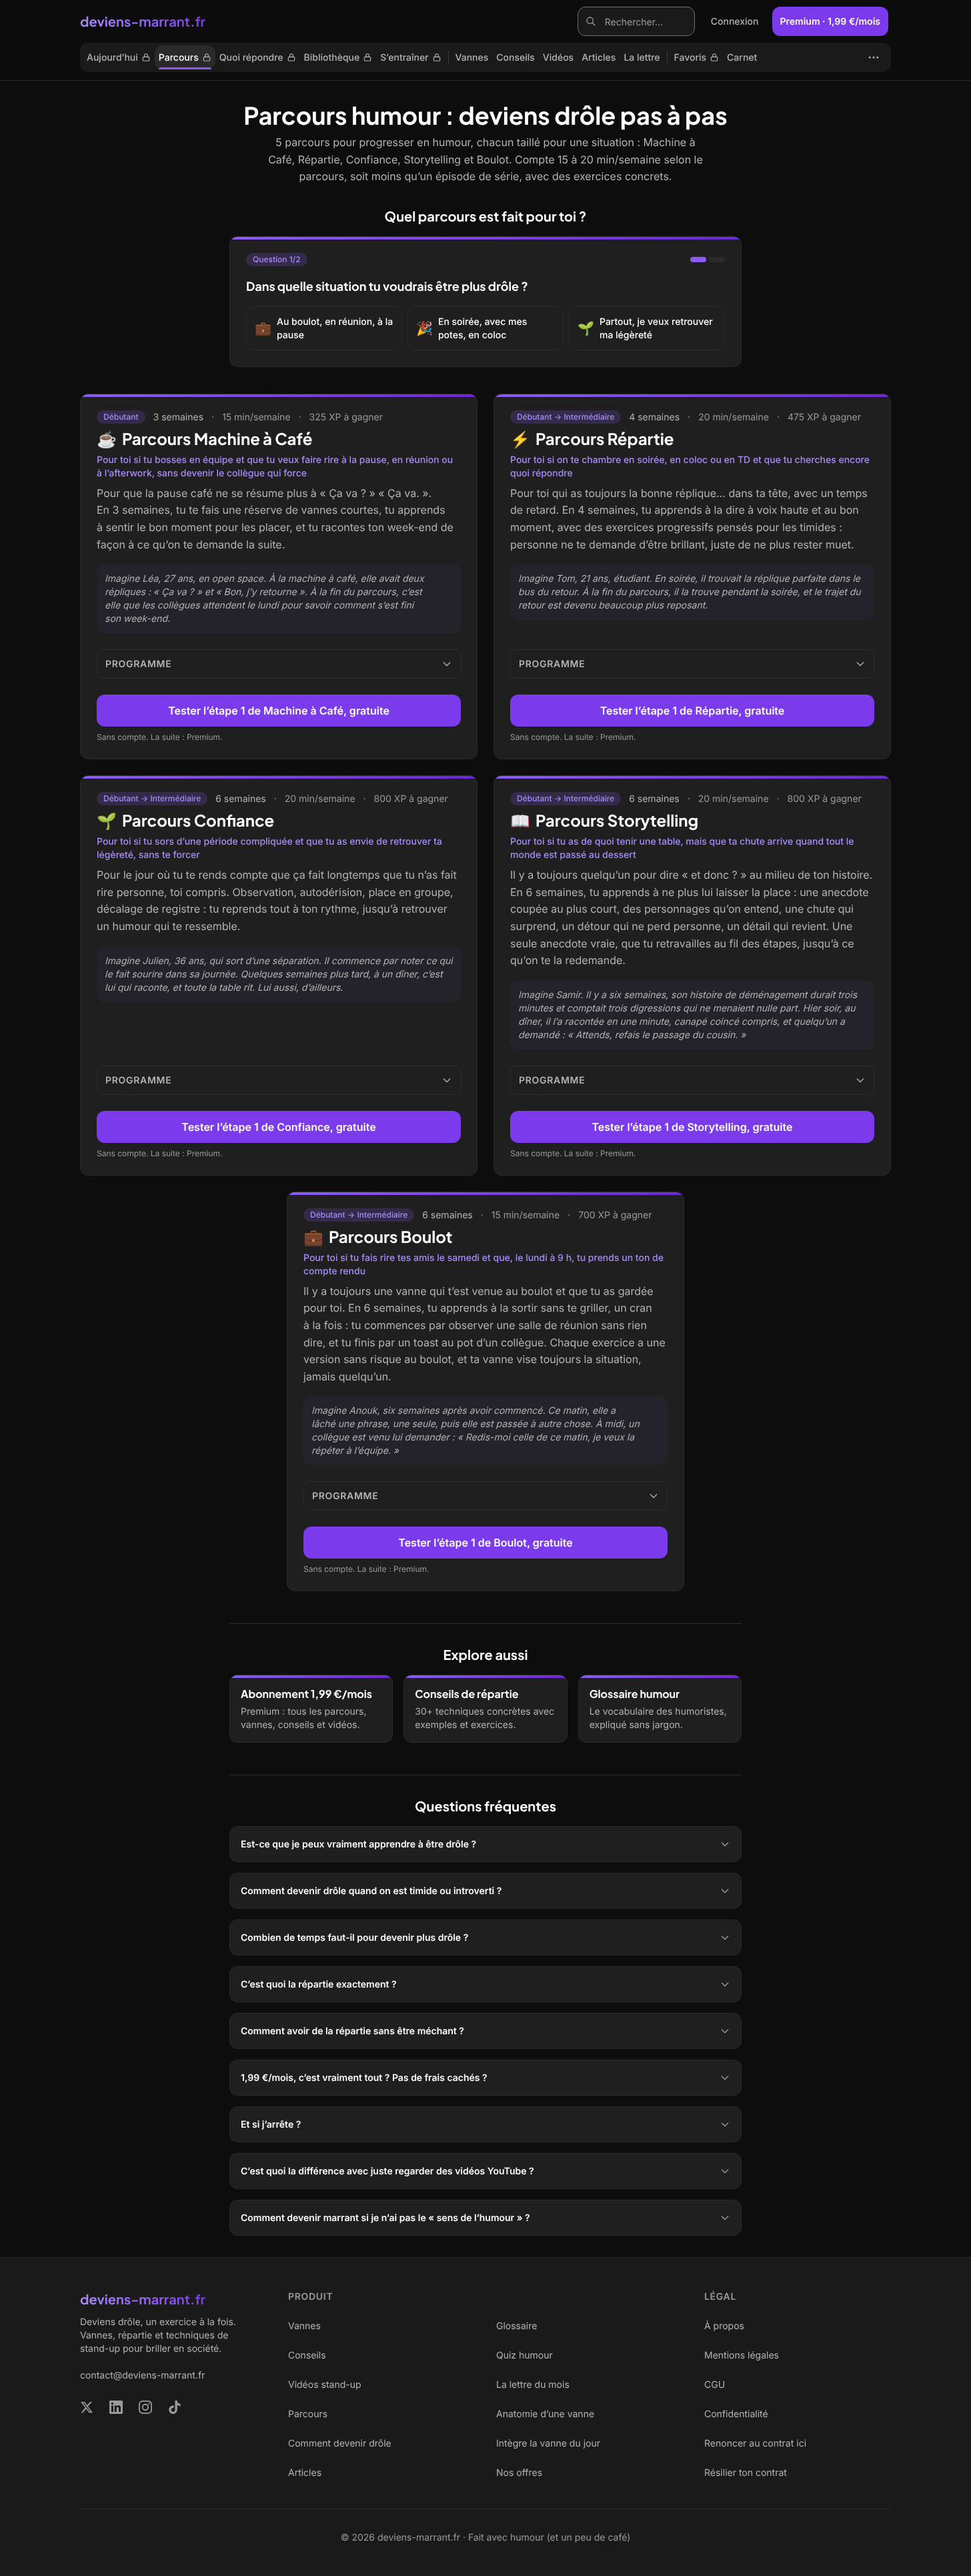 deviens-marrant.fr
Rechercher...
Connexion
Premium · 1,99 €/mois
Aujourd’hui
Parcours
Quoi répondre
Bibliothèque
S’entraîner
Vannes
Conseils
Vidéos
Articles
La lettre
Favoris
Carnet
Parcours humour : deviens drôle pas à pas
5 parcours pour progresser en humour, chacun taillé pour une situation : Machine à
Café, Répartie, Confiance, Storytelling et Boulot. Compte 15 à 20 min/semaine selon le
parcours, soit moins qu’un épisode de série, avec des exercices concrets.
Quel parcours est fait pour toi ?
Question 1/2
Dans quelle situation tu voudrais être plus drôle ?
Au boulot, en réunion, à la
pause
En soirée, avec mes
potes, en coloc
Partout, je veux retrouver
ma légèreté
Débutant 3 semaines · 15 min/semaine · 325 XP à gagner
Parcours Machine à Café
Pour toi si tu bosses en équipe et que tu veux faire rire à la pause, en réunion ou
à l’afterwork, sans devenir le collègue qui force
Pour que la pause café ne se résume plus à « Ça va ? » « Ça va. ».
En 3 semaines, tu te fais une réserve de vannes courtes, tu apprends
à sentir le bon moment pour les placer, et tu racontes ton week-end de
façon à ce qu’on te demande la suite.
Imagine Léa, 27 ans, en open space. À la machine à café, elle avait deux
répliques : « Ça va ? » et « Bon, j’y retourne ». À la fin du parcours, c’est
elle que les collègues attendent le lundi pour savoir comment s’est fini
son week-end.
PROGRAMME
Tester l’étape 1 de Machine à Café, gratuite
Sans compte. La suite : Premium.
Débutant → Intermédiaire 4 semaines · 20 min/semaine · 475 XP à gagner
Parcours Répartie
Pour toi si on te chambre en soirée, en coloc ou en TD et que tu cherches encore
quoi répondre
Pour toi qui as toujours la bonne réplique... dans ta tête, avec un temps
de retard. En 4 semaines, tu apprends à la dire à voix haute et au bon
moment, avec des exercices progressifs pensés pour les timides :
personne ne te demande d’être brillant, juste de ne plus rester muet.
Imagine Tom, 21 ans, étudiant. En soirée, il trouvait la réplique parfaite dans le
bus du retour. À la fin du parcours, il la trouve pendant la soirée, et le trajet du
retour est devenu beaucoup plus reposant.
PROGRAMME
Tester l’étape 1 de Répartie, gratuite
Sans compte. La suite : Premium.
Débutant → Intermédiaire 6 semaines · 20 min/semaine · 800 XP à gagner
Parcours Confiance
Pour toi si tu sors d’une période compliquée et que tu as envie de retrouver ta
légèreté, sans te forcer
Pour le jour où tu te rends compte que ça fait longtemps que tu n’as fait
rire personne, toi compris. Observation, autodérision, place en groupe,
décalage de registre : tu reprends tout à ton rythme, jusqu’à retrouver
un humour qui te ressemble.
Imagine Julien, 36 ans, qui sort d’une séparation. Il commence par noter ce qui
le fait sourire dans sa journée. Quelques semaines plus tard, à un dîner, c’est
lui qui raconte, et toute la table rit. Lui aussi, d’ailleurs.
PROGRAMME
Tester l’étape 1 de Confiance, gratuite
Sans compte. La suite : Premium.
Débutant → Intermédiaire 6 semaines · 20 min/semaine · 800 XP à gagner
Parcours Storytelling
Pour toi si tu as de quoi tenir une table, mais que ta chute arrive quand tout le
monde est passé au dessert
Il y a toujours quelqu’un pour dire « et donc ? » au milieu de ton histoire.
En 6 semaines, tu apprends à ne plus lui laisser la place : une anecdote
coupée au plus court, des personnages qu’on entend, une chute qui
surprend, un détour qui ne perd personne, un détail qui revient. Une
seule anecdote vraie, que tu retravailles au fil des étapes, jusqu’à ce
qu’on te la redemande.
Imagine Samir. Il y a six semaines, son histoire de déménagement durait trois
minutes et comptait trois digressions qui ne menaient nulle part. Hier soir, au
dîner, il l’a racontée en une minute, canapé coincé compris, et quelqu’un a
demandé : « Attends, refais le passage du cousin. »
PROGRAMME
Tester l’étape 1 de Storytelling, gratuite
Sans compte. La suite : Premium.
Débutant → Intermédiaire 6 semaines · 15 min/semaine · 700 XP à gagner
Parcours Boulot
Pour toi si tu fais rire tes amis le samedi et que, le lundi à 9 h, tu prends un ton de
compte rendu
Il y a toujours une vanne qui t’est venue au boulot et que tu as gardée
pour toi. En 6 semaines, tu apprends à la sortir sans te griller, un cran
à la fois : tu commences par observer une salle de réunion sans rien
dire, et tu finis par un toast au pot d’un collègue. Chaque exercice a une
version sans risque au boulot, et ta vanne vise toujours la situation,
jamais quelqu’un.
Imagine Anouk, six semaines après avoir commencé. Ce matin, elle a
lâché une phrase, une seule, puis elle est passée à autre chose. À midi, un
collègue est venu lui demander : « Redis-moi celle de ce matin, je veux la
répéter à l’équipe. »
PROGRAMME
Tester l’étape 1 de Boulot, gratuite
Sans compte. La suite : Premium.
Explore aussi
Abonnement 1,99 €/mois
Premium : tous les parcours,
vannes, conseils et vidéos.
Conseils de répartie
30+ techniques concrètes avec
exemples et exercices.
Glossaire humour
Le vocabulaire des humoristes,
expliqué sans jargon.
Questions fréquentes
Est-ce que je peux vraiment apprendre à être drôle ?
Comment devenir drôle quand on est timide ou introverti ?
Combien de temps faut-il pour devenir plus drôle ?
C’est quoi la répartie exactement ?
Comment avoir de la répartie sans être méchant ?
1,99 €/mois, c’est vraiment tout ? Pas de frais cachés ?
Et si j’arrête ?
C’est quoi la différence avec juste regarder des vidéos YouTube ?
Comment devenir marrant si je n’ai pas le « sens de l’humour » ?
deviens-marrant.fr
Deviens drôle, un exercice à la fois.
Vannes, répartie et techniques de
stand-up pour briller en société.
contact@deviens-marrant.fr
PRODUIT
Vannes
Conseils
Vidéos stand-up
Parcours
Comment devenir drôle
Articles
Glossaire
Quiz humour
La lettre du mois
Anatomie d’une vanne
Intègre la vanne du jour
Nos offres
LÉGAL
À propos
Mentions légales
CGU
Confidentialité
Renoncer au contrat ici
Résilier ton contrat
© 2026 deviens-marrant.fr · Fait avec humour (et un peu de café)